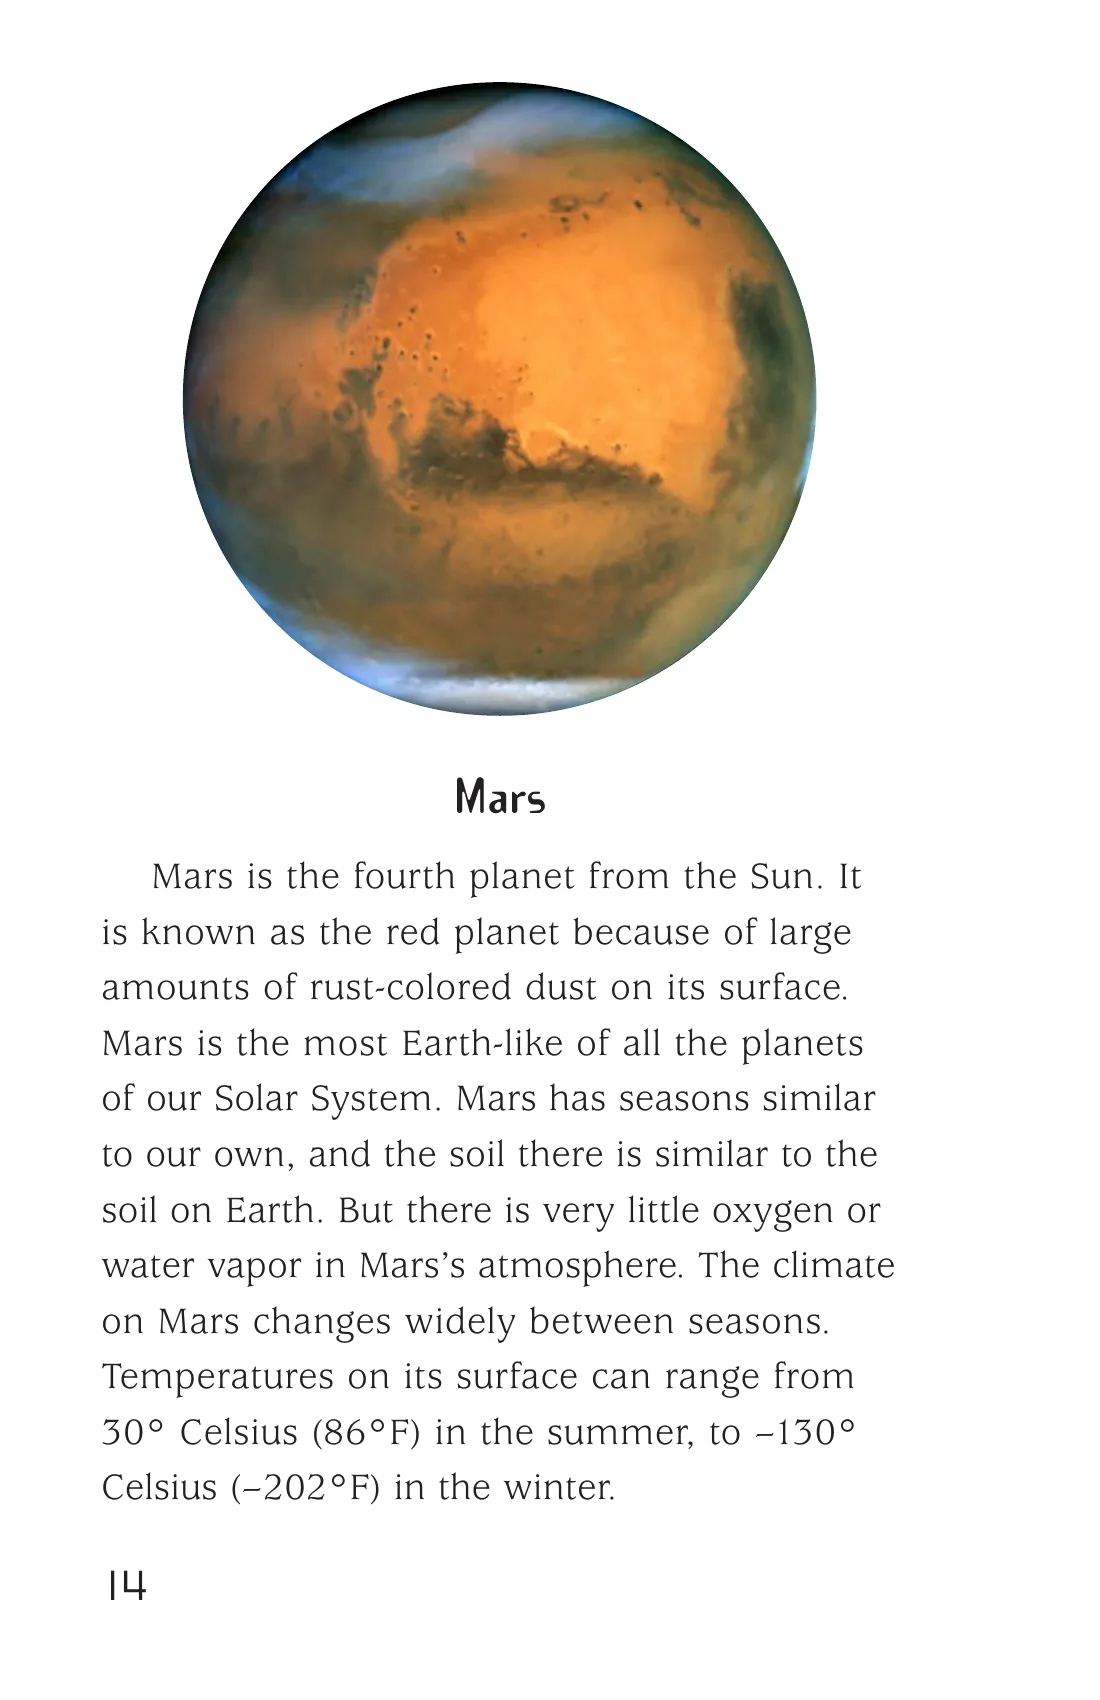 Mars
Mars is the fourth planet from the Sun. It
is known as the red planet because of large
amounts of rust-colored dust on its surface.
Mars is the most Earth-like of all the planets
of our Solar System. Mars has seasons similar
to our own, and the soil there is similar to the
soil on Earth. But there is very little oxygen or
water vapor in Mars’s atmosphere. The climate
on Mars changes widely between seasons.
Temperatures on its surface can range from
30° Celsius (86°F) in the summer, to –130°
Celsius (–202°F) in the winter.
14